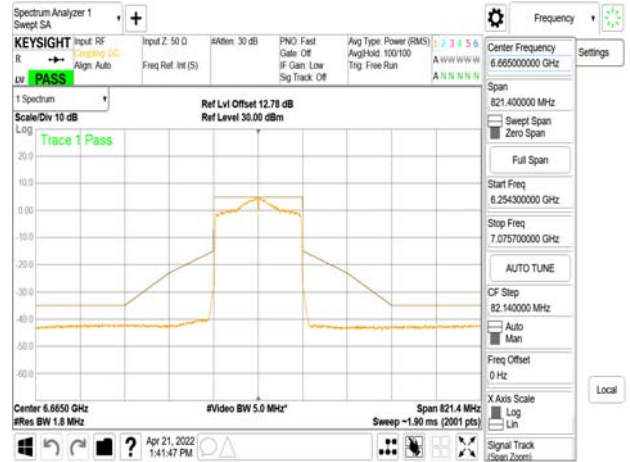 Spectrum Analyzer 1
Swept SA
+
Frequency
KEYSIGHT
Input: RF
Coupling: DC
Align: Auto
Input Z: 50 Ω
Freq Ref: Int (S)
#Atten: 30 dB
PNO: Fast
Gate: Off
IF Gain: Low
Sig Track: Off
Avg Type: Power (RMS)
Avg|Hold: 100/100
Trig: Free Run
1 2 3 4 5 6
A W W W W W
A N N N N N
R
LV PASS
Settings
1 Spectrum
Scale/Div 10 dB
Ref Lvl Offset 12.78 dB
Ref Level 30.00 dBm
Log
Trace 1 Pass
20.0
10.0
0.00
-10.0
-20.0
-30.0
-40.0
-50.0
-60.0
Center 6.6650 GHz
#Res BW 1.8 MHz
#Video BW 5.0 MHz*
Span 821.4 MHz
Sweep ~1.90 ms (2001 pts)
Center Frequency
6.665000000 GHz
Span
821.400000 MHz
Swept Span
Zero Span
Full Span
Start Freq
6.254300000 GHz
Stop Freq
7.075700000 GHz
AUTO TUNE
CF Step
82.140000 MHz
Auto
Man
Freq Offset
0 Hz
X Axis Scale
Log
Lin
Signal Track
(Span Zoom)
Local
?
Apr 21, 2022
1:41:47 PM